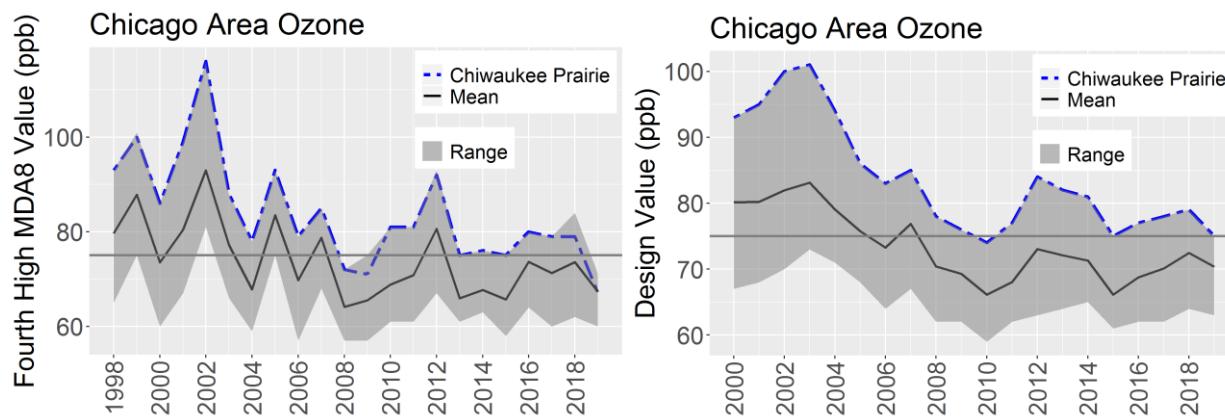 Chicago Area Ozone
Fourth High MDA8 Value (ppb)
100
80
60
Chiwaukee Prairie
Mean
Range
1998
2000
2002
2004
2006
2008
2010
2012
2014
2016
2018
Chicago Area Ozone
Design Value (ppb)
100
90
80
70
60
Chiwaukee Prairie
Mean
Range
2000
2002
2004
2006
2008
2010
2012
2014
2016
2018